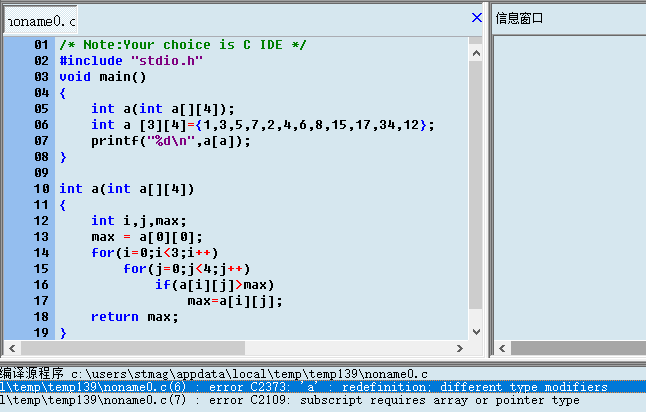 noname0.c
信息窗口
01 /* Note:Your choice is C IDE */
02 #include "stdio.h"
03 void main()
04 {
05     int a(int a[][4]);
06     int a [3][4]={1,3,5,7,2,4,6,8,15,17,34,12};
07     printf("%d\n",a[a]);
08 }
09
10 int a(int a[][4])
11 {
12     int i,j,max;
13     max = a[0][0];
14     for(i=0;i<3;i++)
15         for(j=0;j<4;j++)
16             if(a[i][j]>max)
17                 max=a[i][j];
18     return max;
19 }
编译源程序 c:\users\stmag\appdata\local\temp\temp139\noname0.c
l\temp\temp139\noname0.c(6) : error C2373: 'a' : redefinition; different type modifiers
l\temp\temp139\noname0.c(7) : error C2109: subscript requires array or pointer type